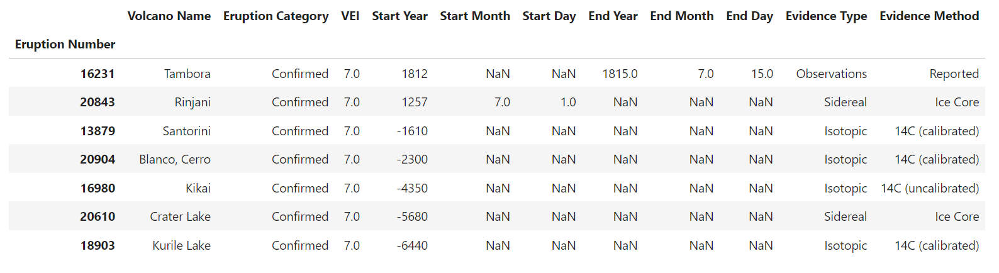 Volcano Name Eruption Category VEI Start Year Start Month Start Day End Year End Month End Day Evidence Type Evidence Method
Eruption Number
16231 Tambora Confirmed 7.0 1812 NaN NaN 1815.0 7.0 15.0 Observations Reported
20843 Rinjani Confirmed 7.0 1257 7.0 1.0 NaN NaN NaN Sidereal Ice Core
13879 Santorini Confirmed 7.0 -1610 NaN NaN NaN NaN NaN Isotopic 14C (calibrated)
20904 Blanco, Cerro Confirmed 7.0 -2300 NaN NaN NaN NaN NaN Isotopic 14C (calibrated)
16980 Kikai Confirmed 7.0 -4350 NaN NaN NaN NaN NaN Isotopic 14C (uncalibrated)
20610 Crater Lake Confirmed 7.0 -5680 NaN NaN NaN NaN NaN Sidereal Ice Core
18903 Kurile Lake Confirmed 7.0 -6440 NaN NaN NaN NaN NaN Isotopic 14C (calibrated)